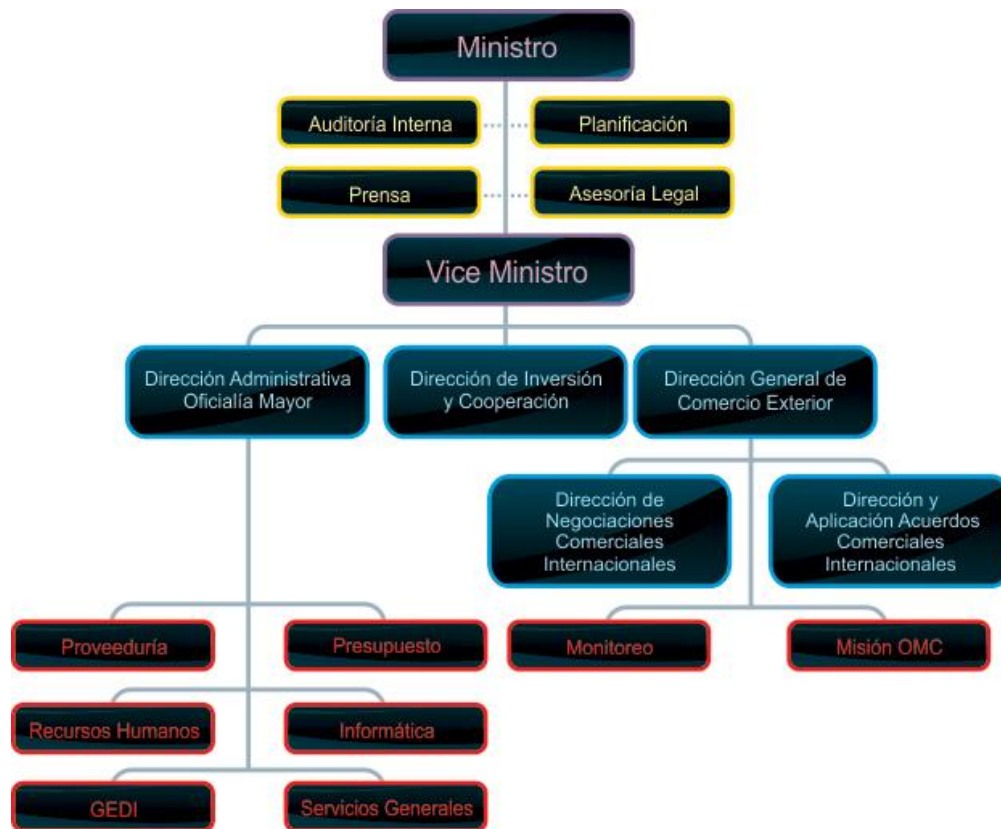 Ministro
Auditoría Interna
Planificación
Prensa
Asesoría Legal
Vice Ministro
Dirección Administrativa
Oficialía Mayor
Dirección de Inversión
y Cooperación
Dirección General de
Comercio Exterior
Dirección de
Negociaciones
Comerciales
Internacionales
Dirección y
Aplicación Acuerdos
Comerciales
Internacionales
Proveeduría
Presupuesto
Monitoreo
Misión OMC
Recursos Humanos
Informática
GEDI
Servicios Generales